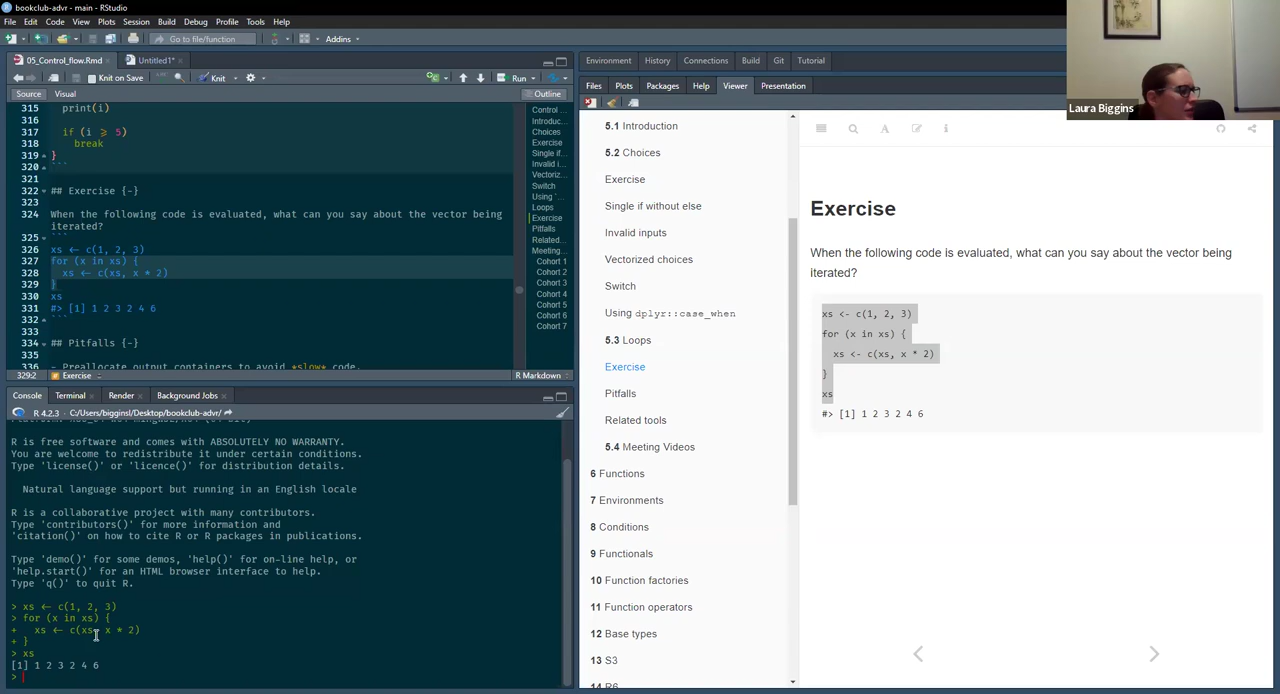 bookclub-advr - main - RStudio
File Edit Code View Plots Session Build Debug Profile Tools Help
Go to file/function
Addins
05_Control_flow.Rmd
Untitled1*
Knit on Save
Knit
Run
Source
Visual
Outline
315 print(i)
316
317 if (i ≥ 5)
318 break
319 }
320 ```
321
322 ## Exercise {-}
323
324 When the following code is evaluated, what can you say about the vector being
iterated?
325 ```
326 xs ← c(1, 2, 3)
327 for (x in xs) {
328 xs ← c(xs, x * 2)
329 }
330 xs
331 #> [1] 1 2 3 2 4 6
332 ```
333
334 ## Pitfalls {-}
335
336 - Preallocate output containers to avoid *slow* code.
Control ...
Introduc...
Choices
Exercise
Single if...
Invalid i...
Vectoriz...
Switch
Using `...
Loops
Exercise
Pitfalls
Related...
Meeting...
Cohort 1
Cohort 2
Cohort 3
Cohort 4
Cohort 5
Cohort 6
Cohort 7
329:2
Exercise
R Markdown
Console
Terminal
Render
Background Jobs
R 4.2.3 · C:/Users/bigginsl/Desktop/bookclub-advr/
R is free software and comes with ABSOLUTELY NO WARRANTY.
You are welcome to redistribute it under certain conditions.
Type 'license()' or 'licence()' for distribution details.
Natural language support but running in an English locale
R is a collaborative project with many contributors.
Type 'contributors()' for more information and
'citation()' on how to cite R or R packages in publications.
Type 'demo()' for some demos, 'help()' for on-line help, or
'help.start()' for an HTML browser interface to help.
Type 'q()' to quit R.
> xs ← c(1, 2, 3)
> for (x in xs) {
+ xs ← c(xs, x * 2)
+ }
> xs
[1] 1 2 3 2 4 6
>
Environment
History
Connections
Build
Git
Tutorial
Files
Plots
Packages
Help
Viewer
Presentation
5.1 Introduction
5.2 Choices
Exercise
Single if without else
Invalid inputs
Vectorized choices
Switch
Using dplyr::case_when
5.3 Loops
Exercise
Pitfalls
Related tools
5.4 Meeting Videos
6 Functions
7 Environments
8 Conditions
9 Functionals
10 Function factories
11 Function operators
12 Base types
13 S3
14 R6
Exercise
When the following code is evaluated, what can you say about the vector being
iterated?
xs <- c(1, 2, 3)
for (x in xs) {
xs <- c(xs, x * 2)
}
xs
#> [1] 1 2 3 2 4 6
Laura Biggins